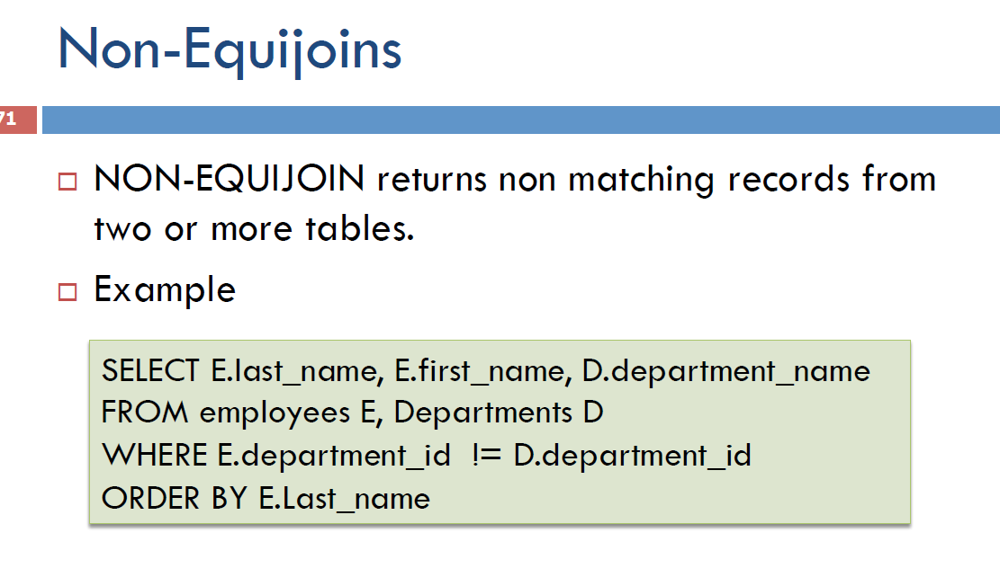 Non-Equijoins
71
NON-EQUIJOIN returns non matching records from
two or more tables.
Example
SELECT E.last_name, E.first_name, D.department_name
FROM employees E, Departments D
WHERE E.department_id != D.department_id
ORDER BY E.Last_name